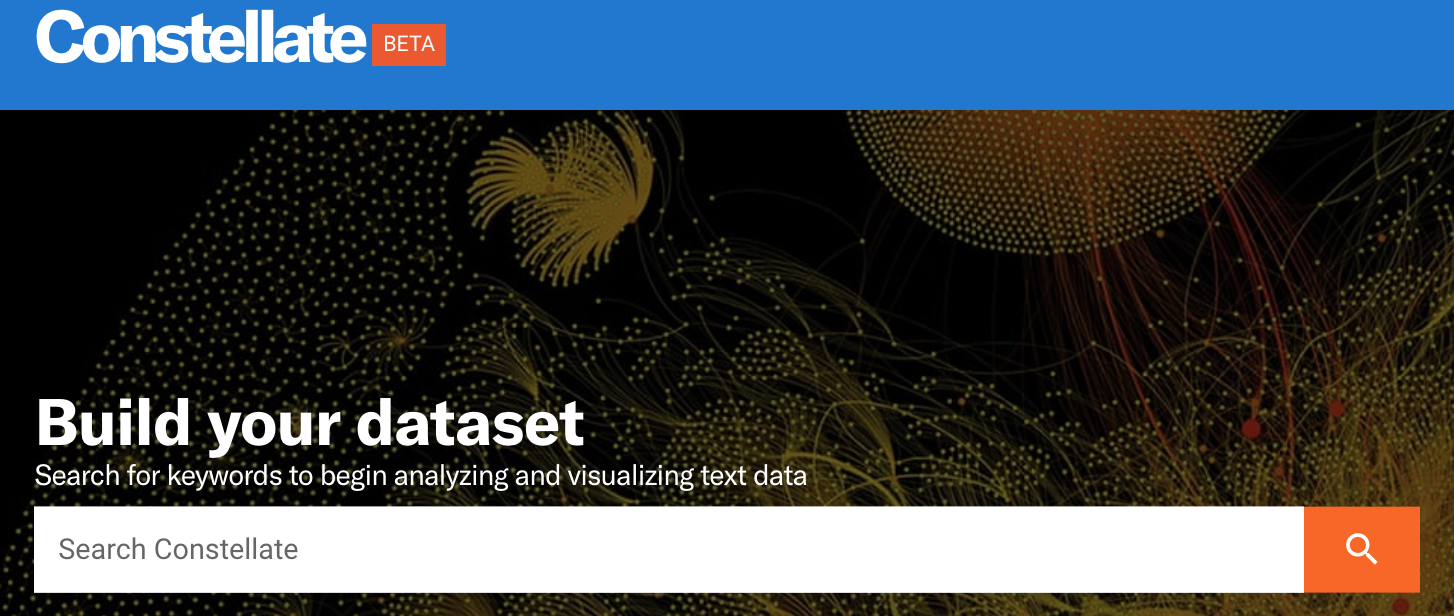 Constellate BETA
Build your dataset
Search for keywords to begin analyzing and visualizing text data
Search Constellate